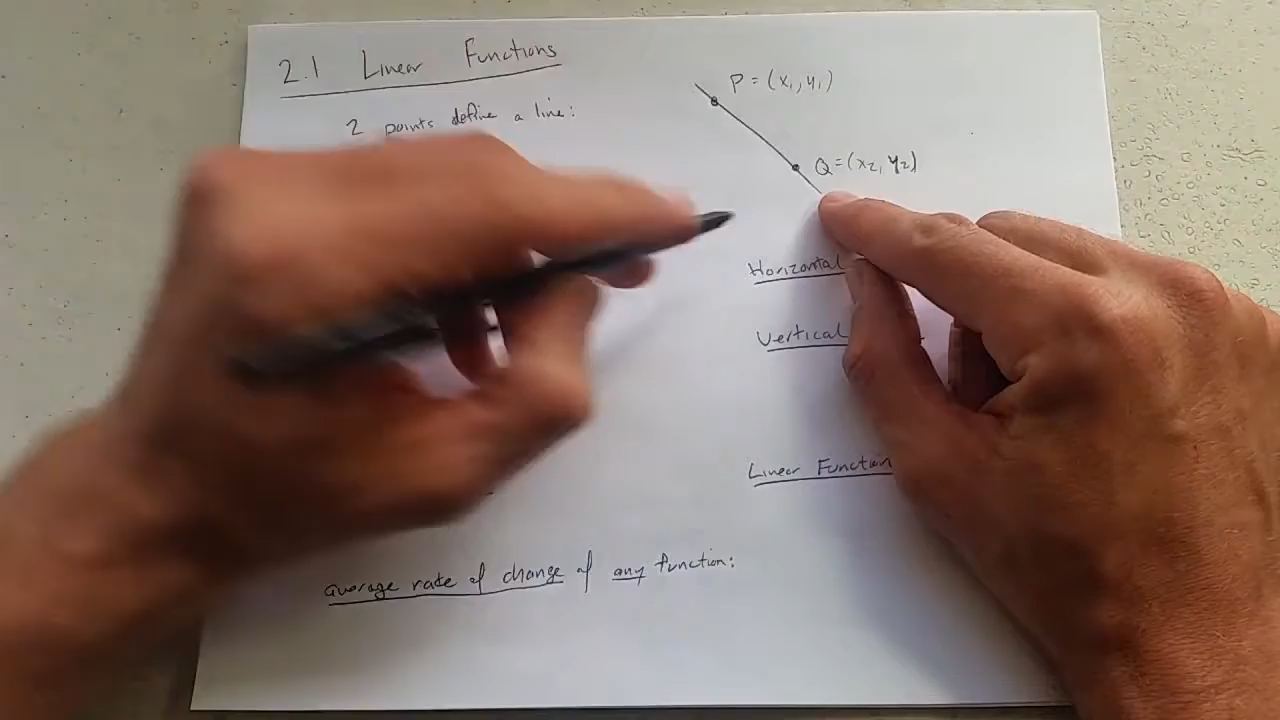 2.1 Linear Functions
2 points define a line:
P = (x₁, y₁)
Q = (x₂, y₂)
Horizontal
Vertical
Linear Function
average rate of change of any function: